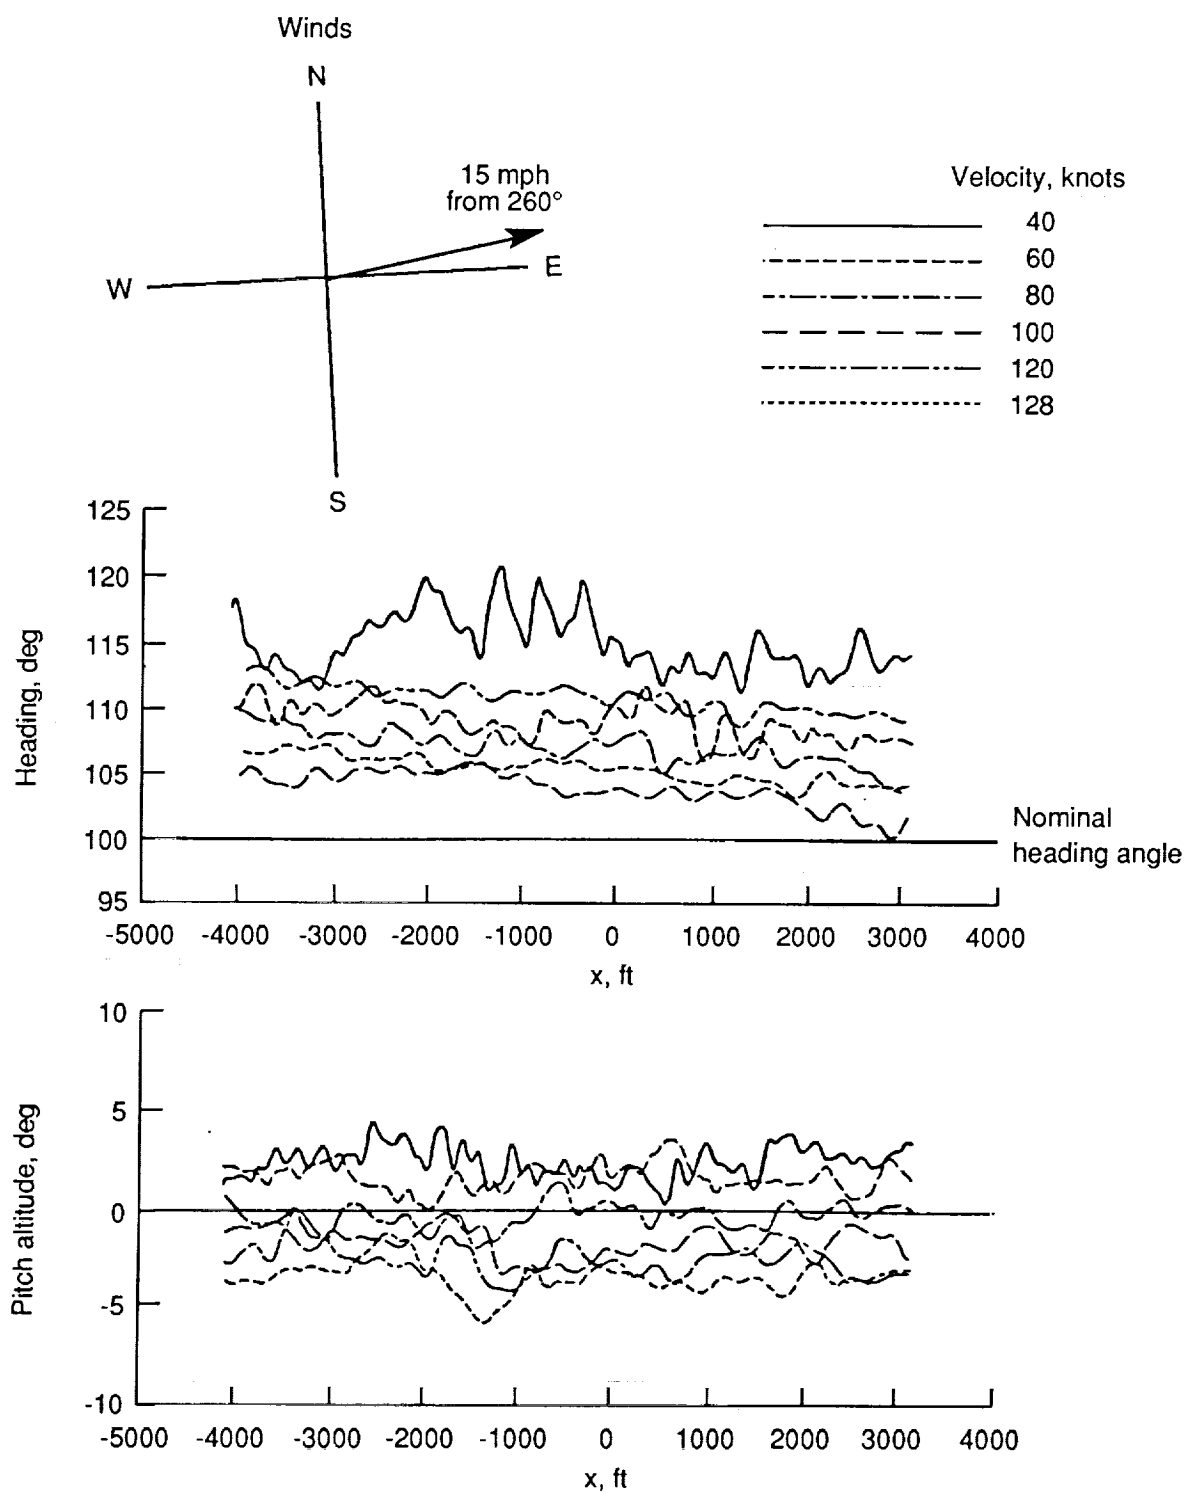 Winds
N
15 mph
from 260°
W
E
S
Velocity, knots
40
60
80
100
120
128
125
120
115
110
105
100
95
Heading, deg
Nominal
heading angle
-5000 -4000 -3000 -2000 -1000 0 1000 2000 3000 4000
x, ft
10
5
0
-5
-10
Pitch altitude, deg
-5000 -4000 -3000 -2000 -1000 0 1000 2000 3000 4000
x, ft